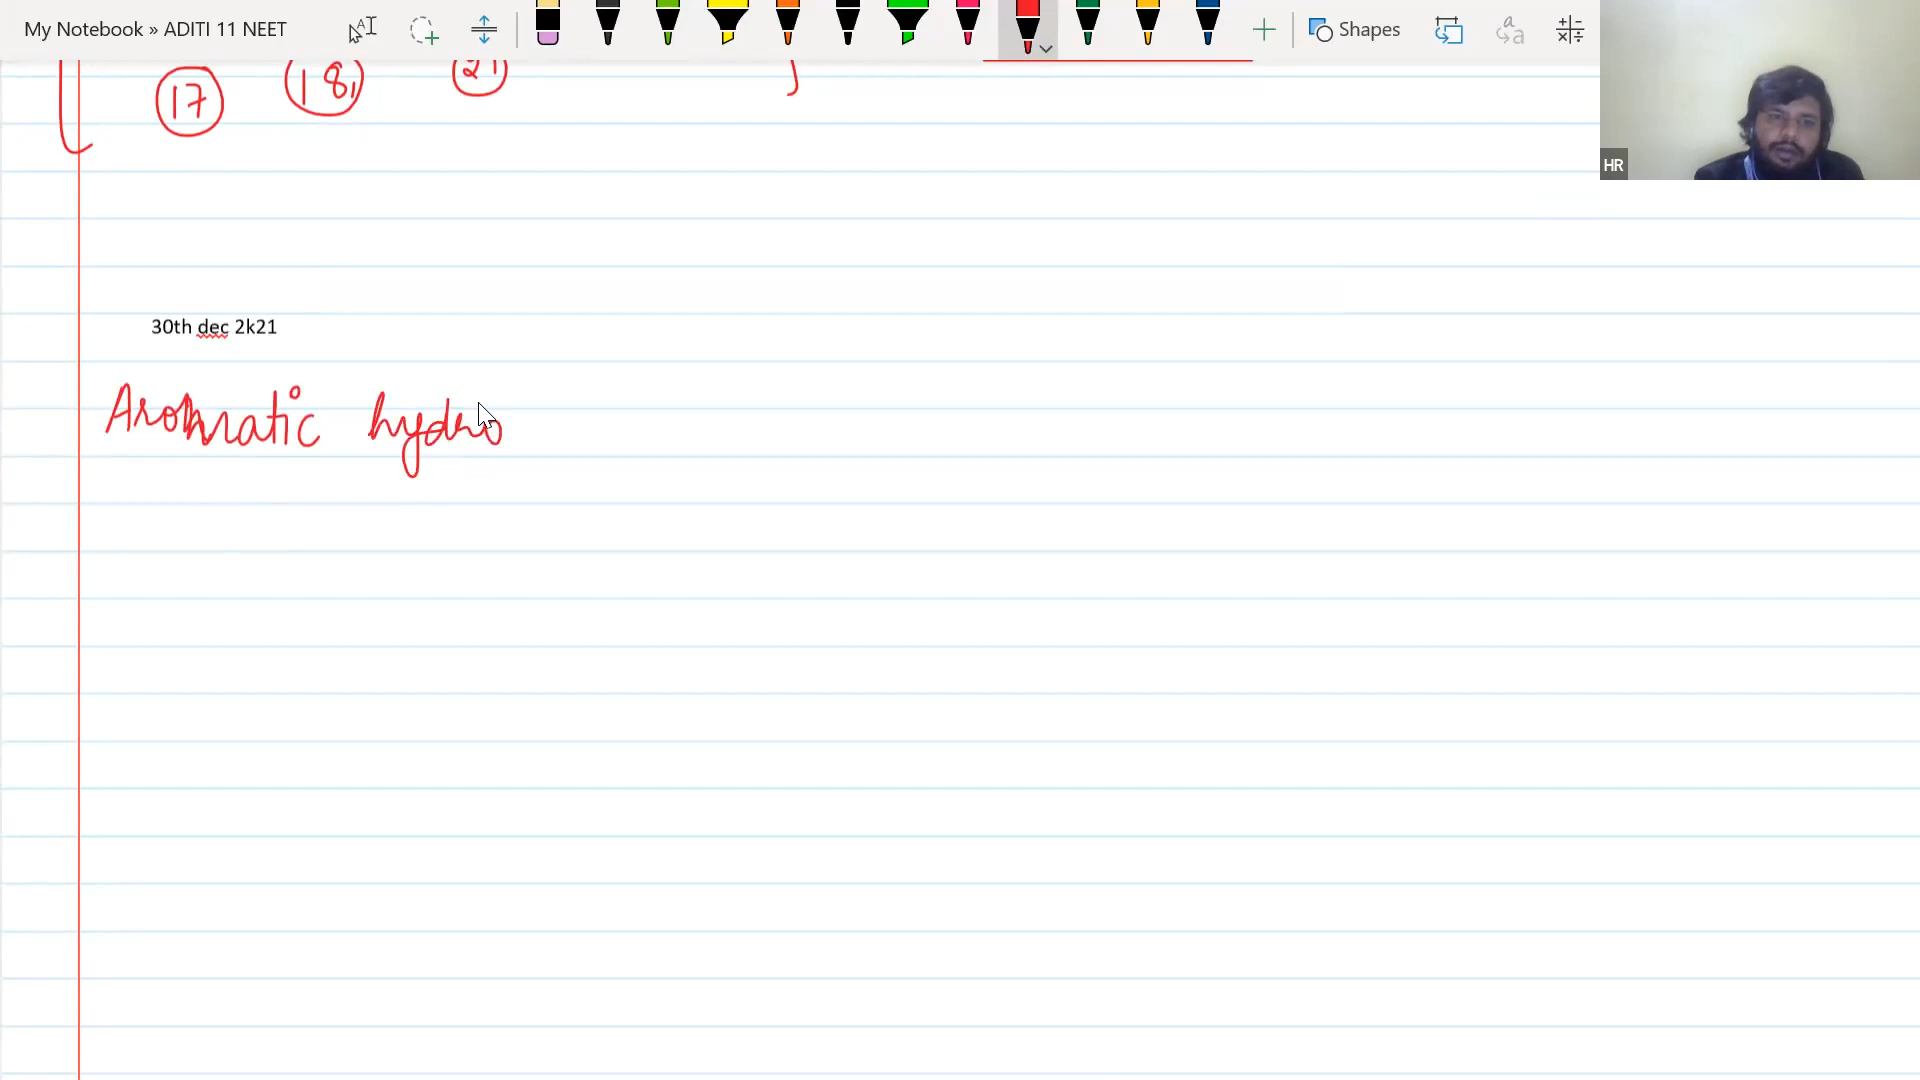 My Notebook » ADITI 11 NEET
Shapes
HR
17 18, 21
30th dec 2k21
Aromatic hydro